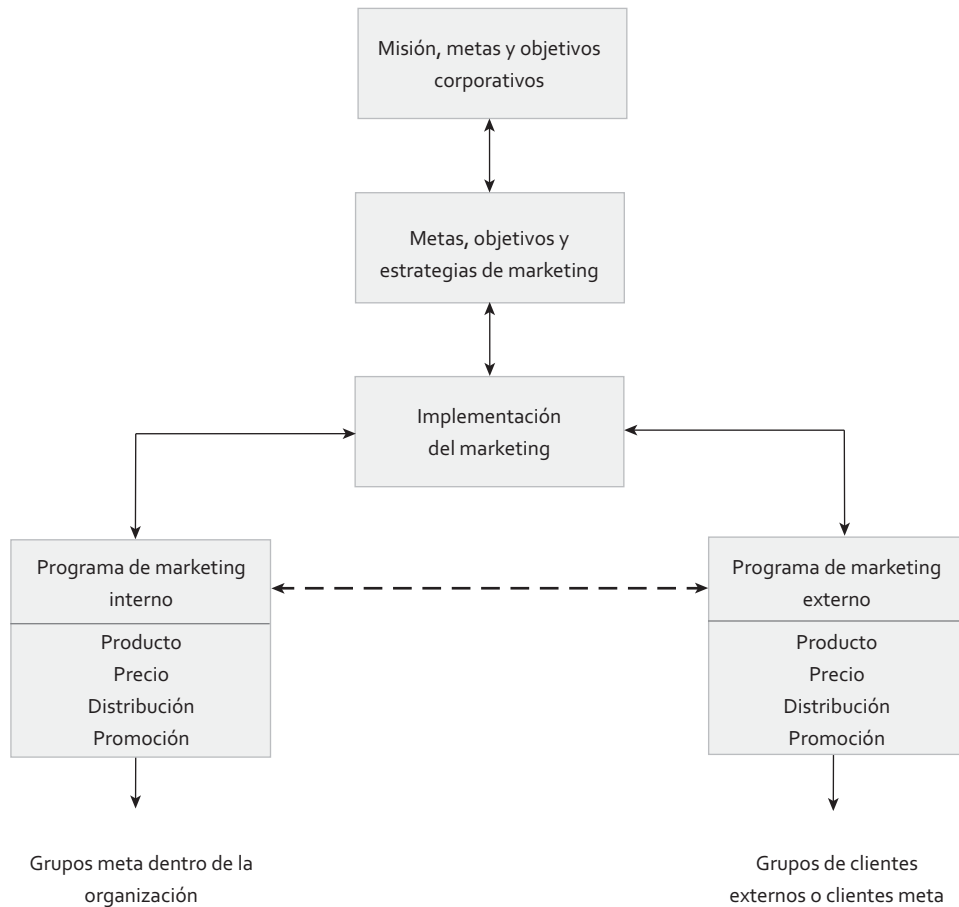 Misión, metas y objetivos
corporativos
Metas, objetivos y
estrategias de marketing
Implementación
del marketing
Programa de marketing
interno
Producto
Precio
Distribución
Promoción
Grupos meta dentro de la
organización
Programa de marketing
externo
Producto
Precio
Distribución
Promoción
Grupos de clientes
externos o clientes meta